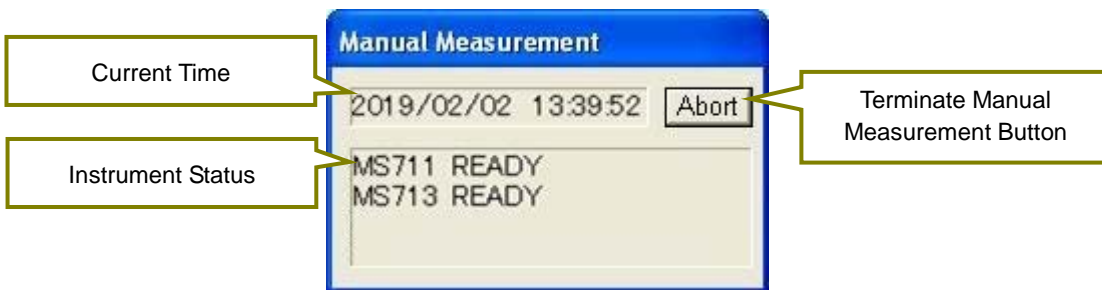 Manual Measurement
Current Time
2019/02/02 13:39:52
Abort
Terminate Manual
Measurement Button
Instrument Status
MS711 READY
MS713 READY